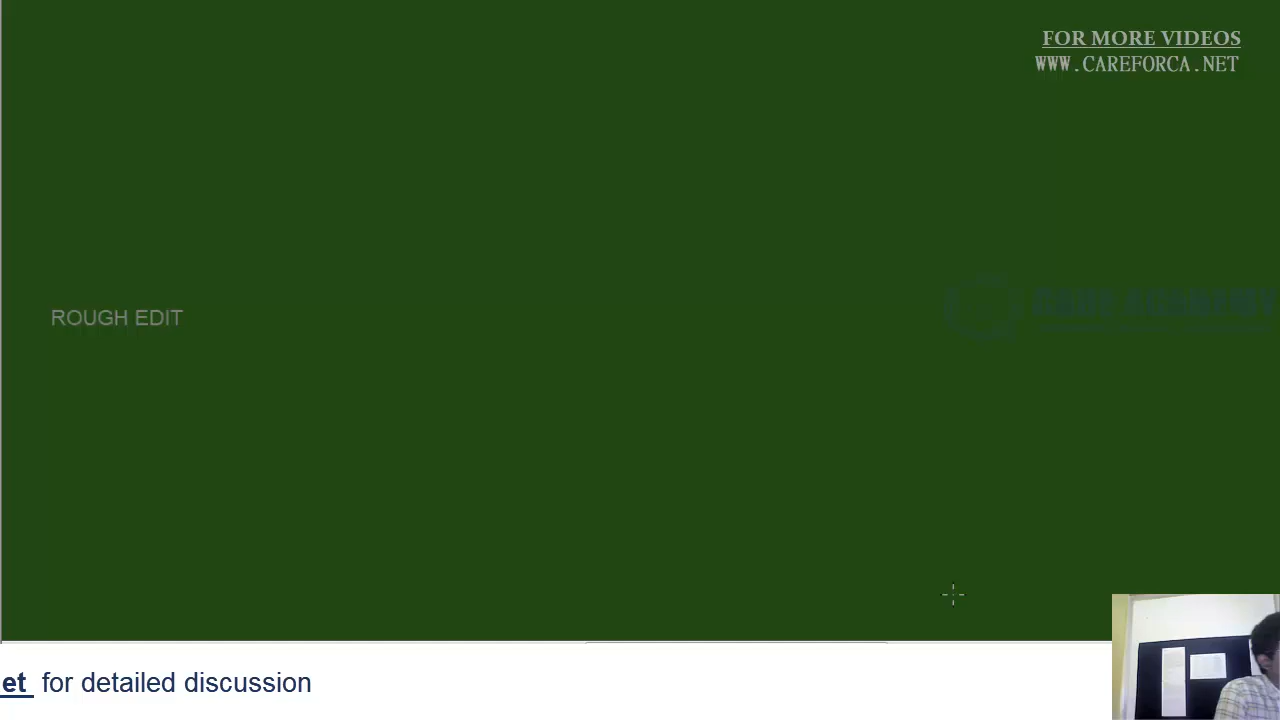 FOR MORE VIDEOS
WWW.CAREFORCA.NET
ROUGH EDIT
et for detailed discussion